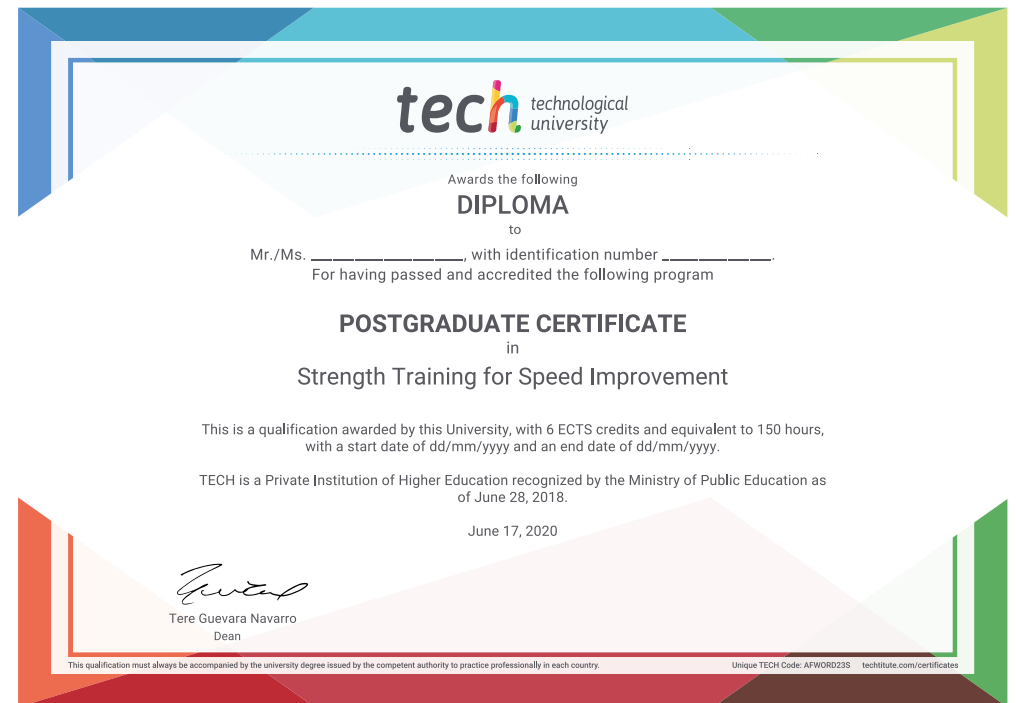 tech technological
university
Awards the following
DIPLOMA
to
Mr./Ms. ____________________, with identification number ______________.
For having passed and accredited the following program
POSTGRADUATE CERTIFICATE
in
Strength Training for Speed Improvement
This is a qualification awarded by this University, with 6 ECTS credits and equivalent to 150 hours,
with a start date of dd/mm/yyyy and an end date of dd/mm/yyyy.
TECH is a Private Institution of Higher Education recognized by the Ministry of Public Education as
of June 28, 2018.
June 17, 2020
Tere Guevara Navarro
Dean
This qualification must always be accompanied by the university degree issued by the competent authority to practice professionally in each country.
Unique TECH Code: AFWORD23S techtitute.com/certificates